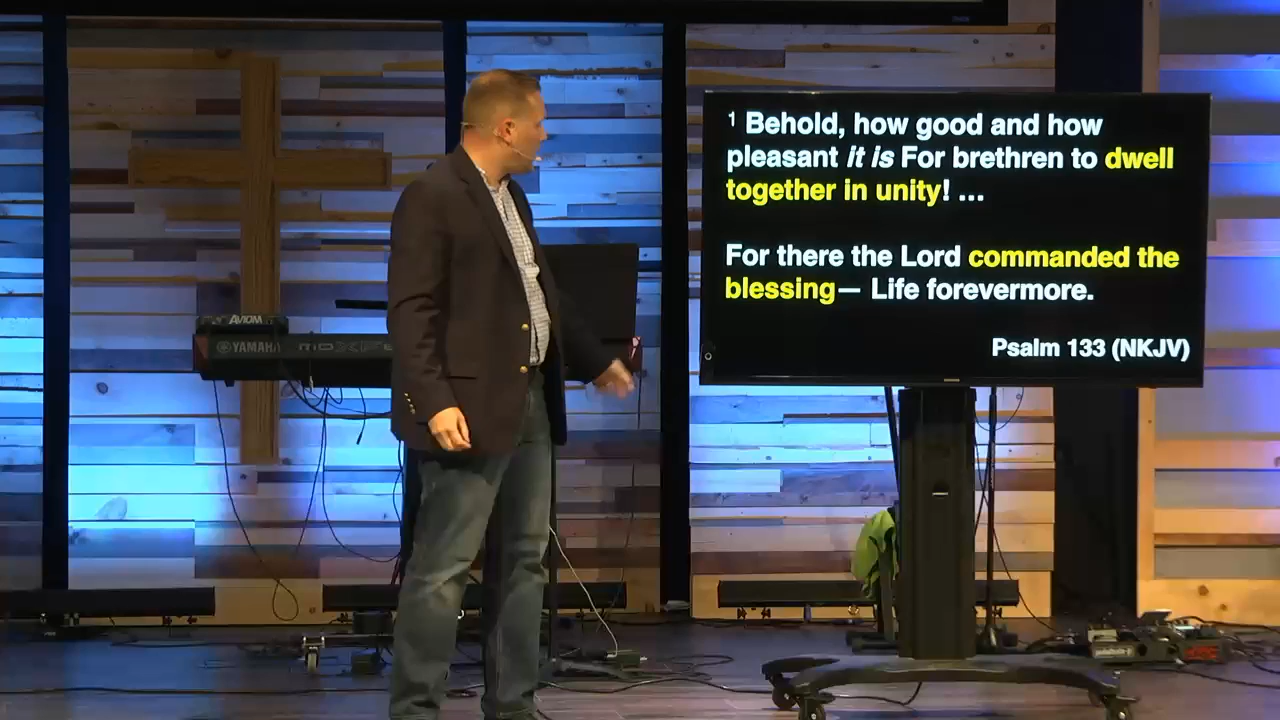 AVIOM
YAMAHA MOXF8
¹ Behold, how good and how
pleasant it is For brethren to dwell
together in unity! ...
For there the Lord commanded the
blessing— Life forevermore.
Psalm 133 (NKJV)